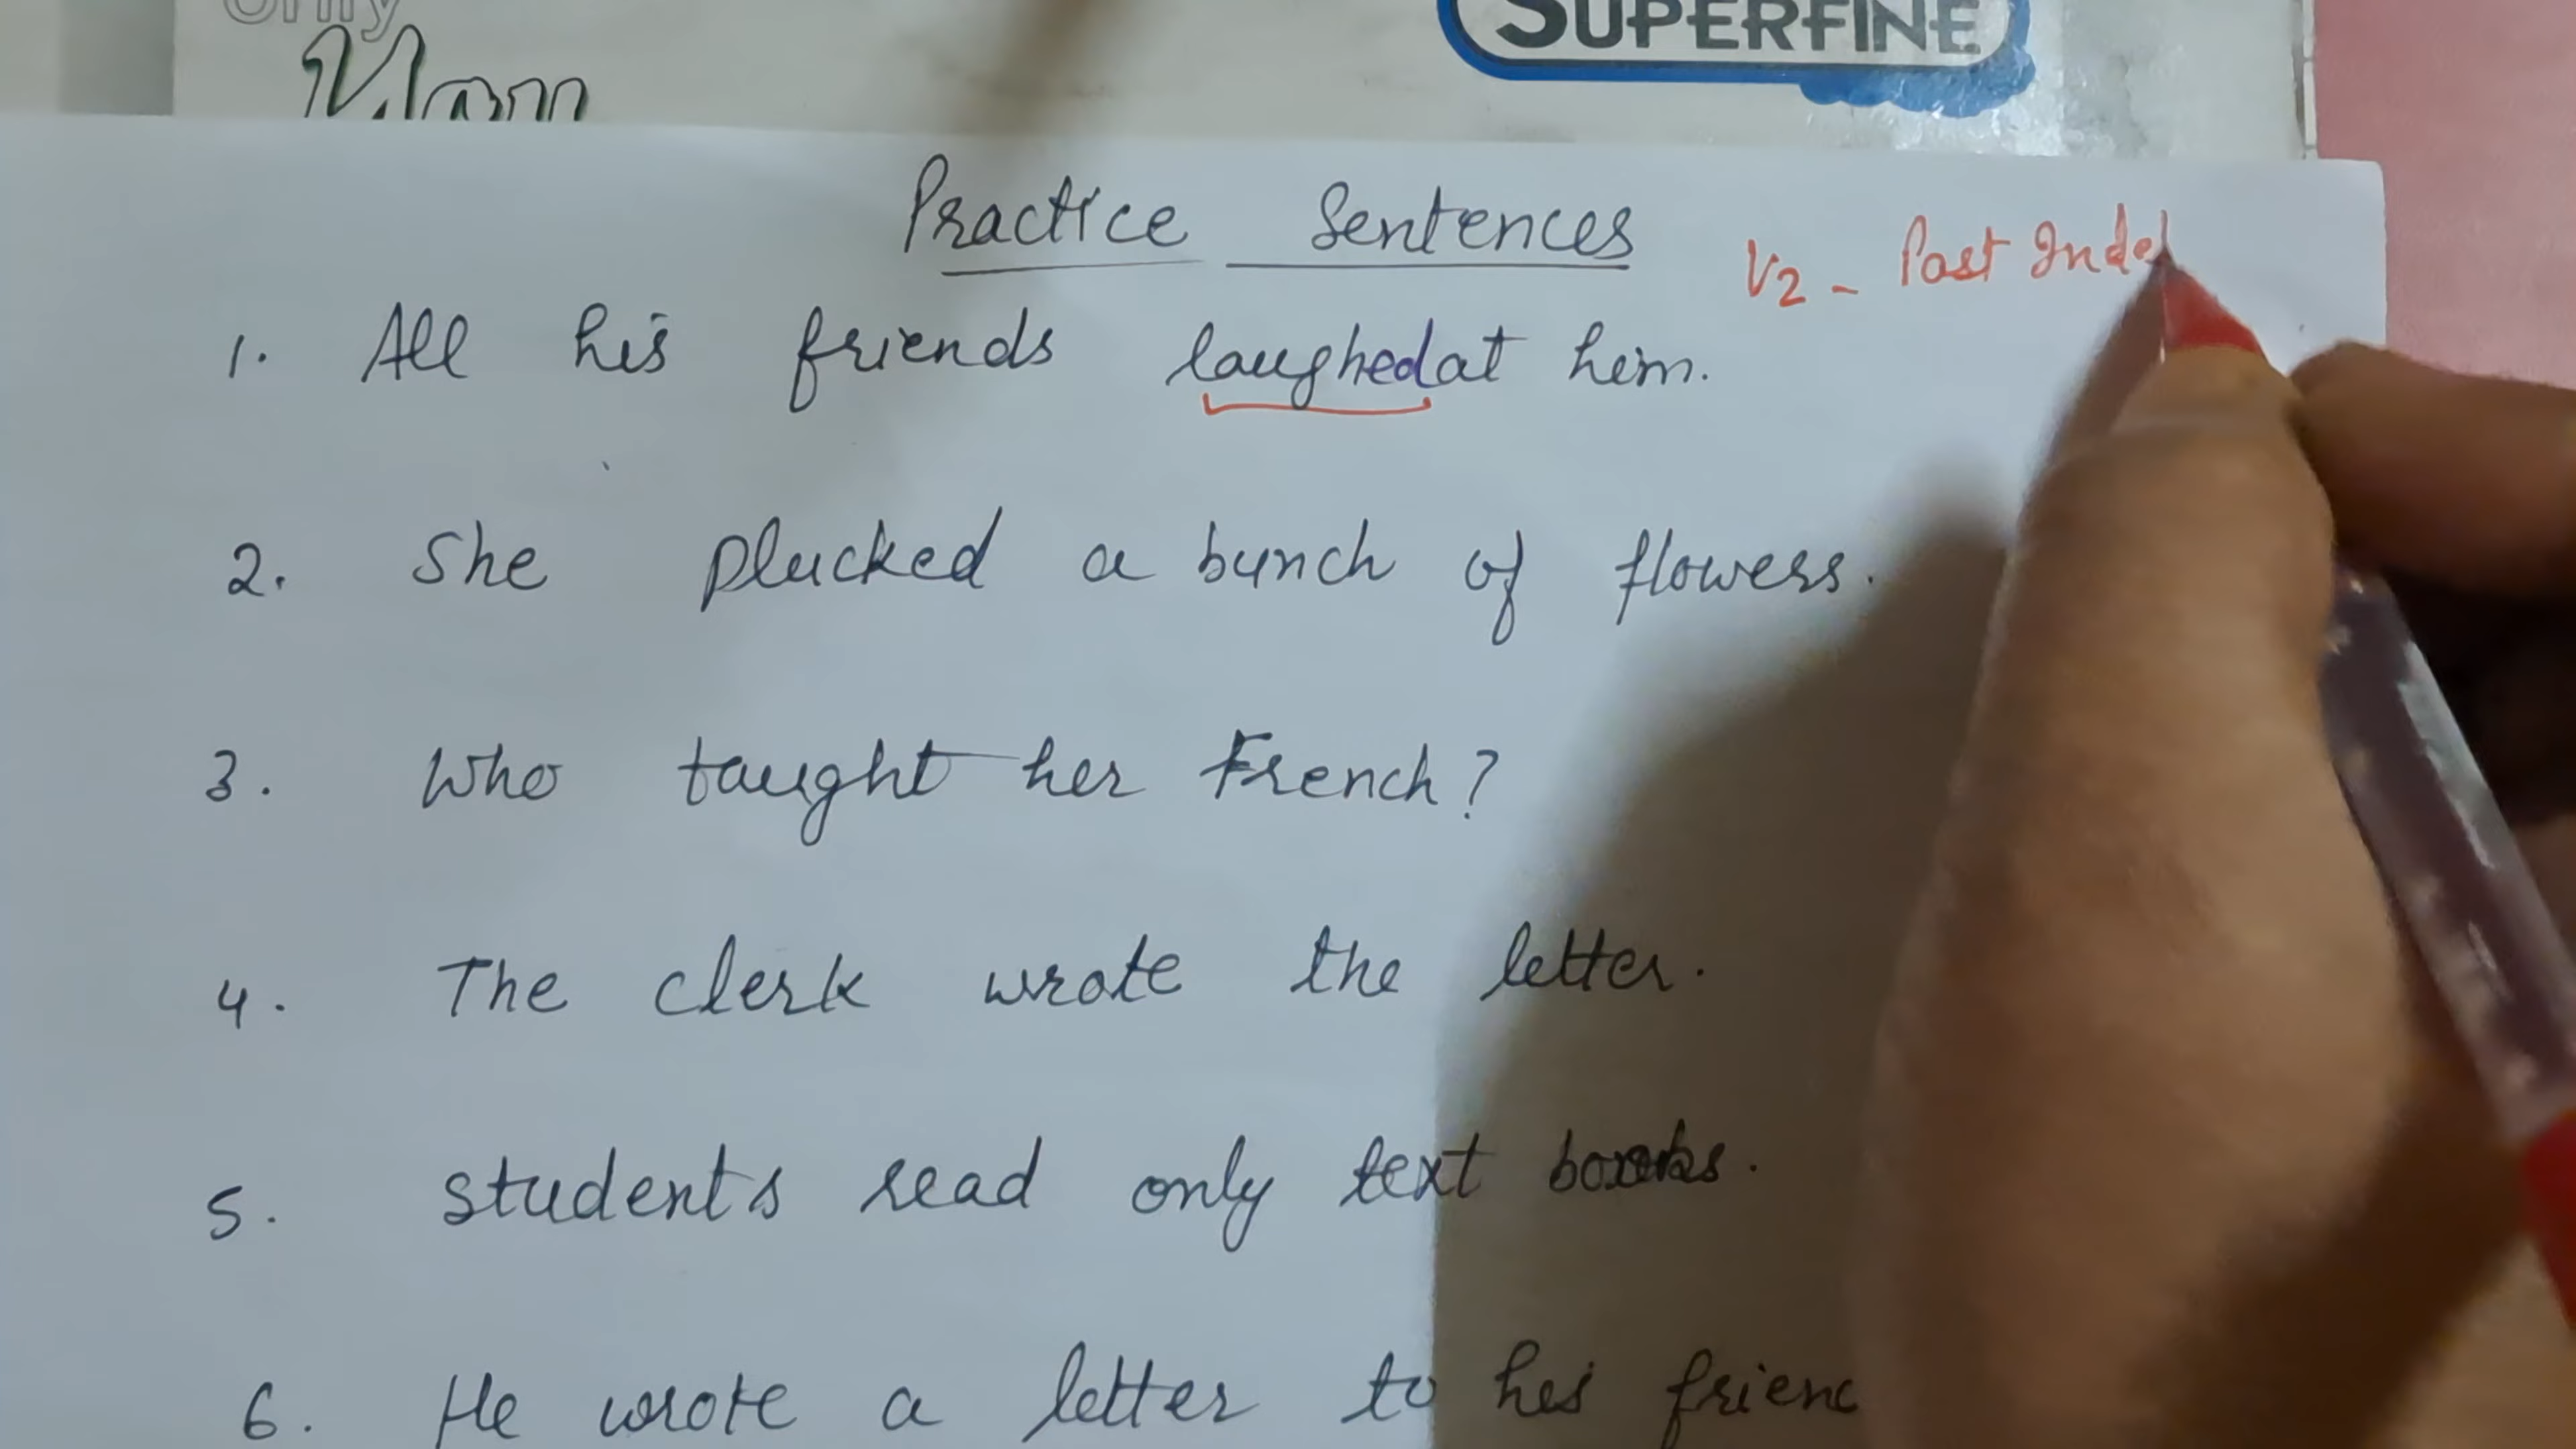 Only
SUPERFINE
Practice Sentences
V2 - Past Indef
1. All his friends laughed at him.
2. She plucked a bunch of flowers.
3. Who taught her French?
4. The clerk wrote the letter.
5. students read only text books.
6. He wrote a letter to his frienc